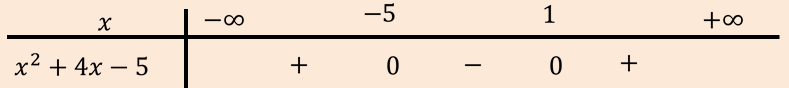 x −∞ −5 1 +∞
x² + 4x − 5 + 0 − 0 +